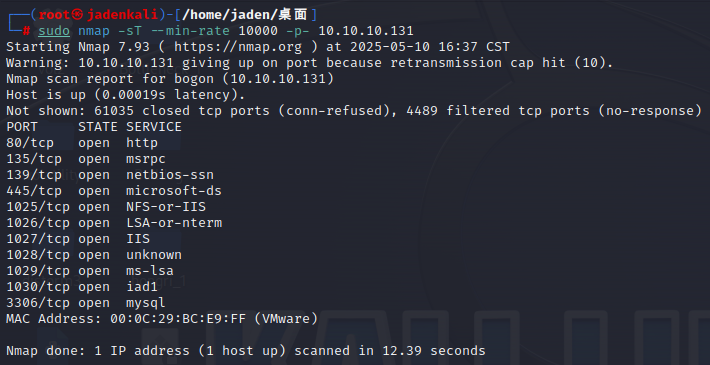 ┌──(root㉿jadenkali)-[/home/jaden/桌面]
└─# sudo nmap -sT --min-rate 10000 -p- 10.10.10.131
Starting Nmap 7.93 ( https://nmap.org ) at 2025-05-10 16:37 CST
Warning: 10.10.10.131 giving up on port because retransmission cap hit (10).
Nmap scan report for bogon (10.10.10.131)
Host is up (0.00019s latency).
Not shown: 61035 closed tcp ports (conn-refused), 4489 filtered tcp ports (no-response)
PORT     STATE SERVICE
80/tcp   open  http
135/tcp  open  msrpc
139/tcp  open  netbios-ssn
445/tcp  open  microsoft-ds
1025/tcp open  NFS-or-IIS
1026/tcp open  LSA-or-nterm
1027/tcp open  IIS
1028/tcp open  unknown
1029/tcp open  ms-lsa
1030/tcp open  iad1
3306/tcp open  mysql
MAC Address: 00:0C:29:BC:E9:FF (VMware)

Nmap done: 1 IP address (1 host up) scanned in 12.39 seconds